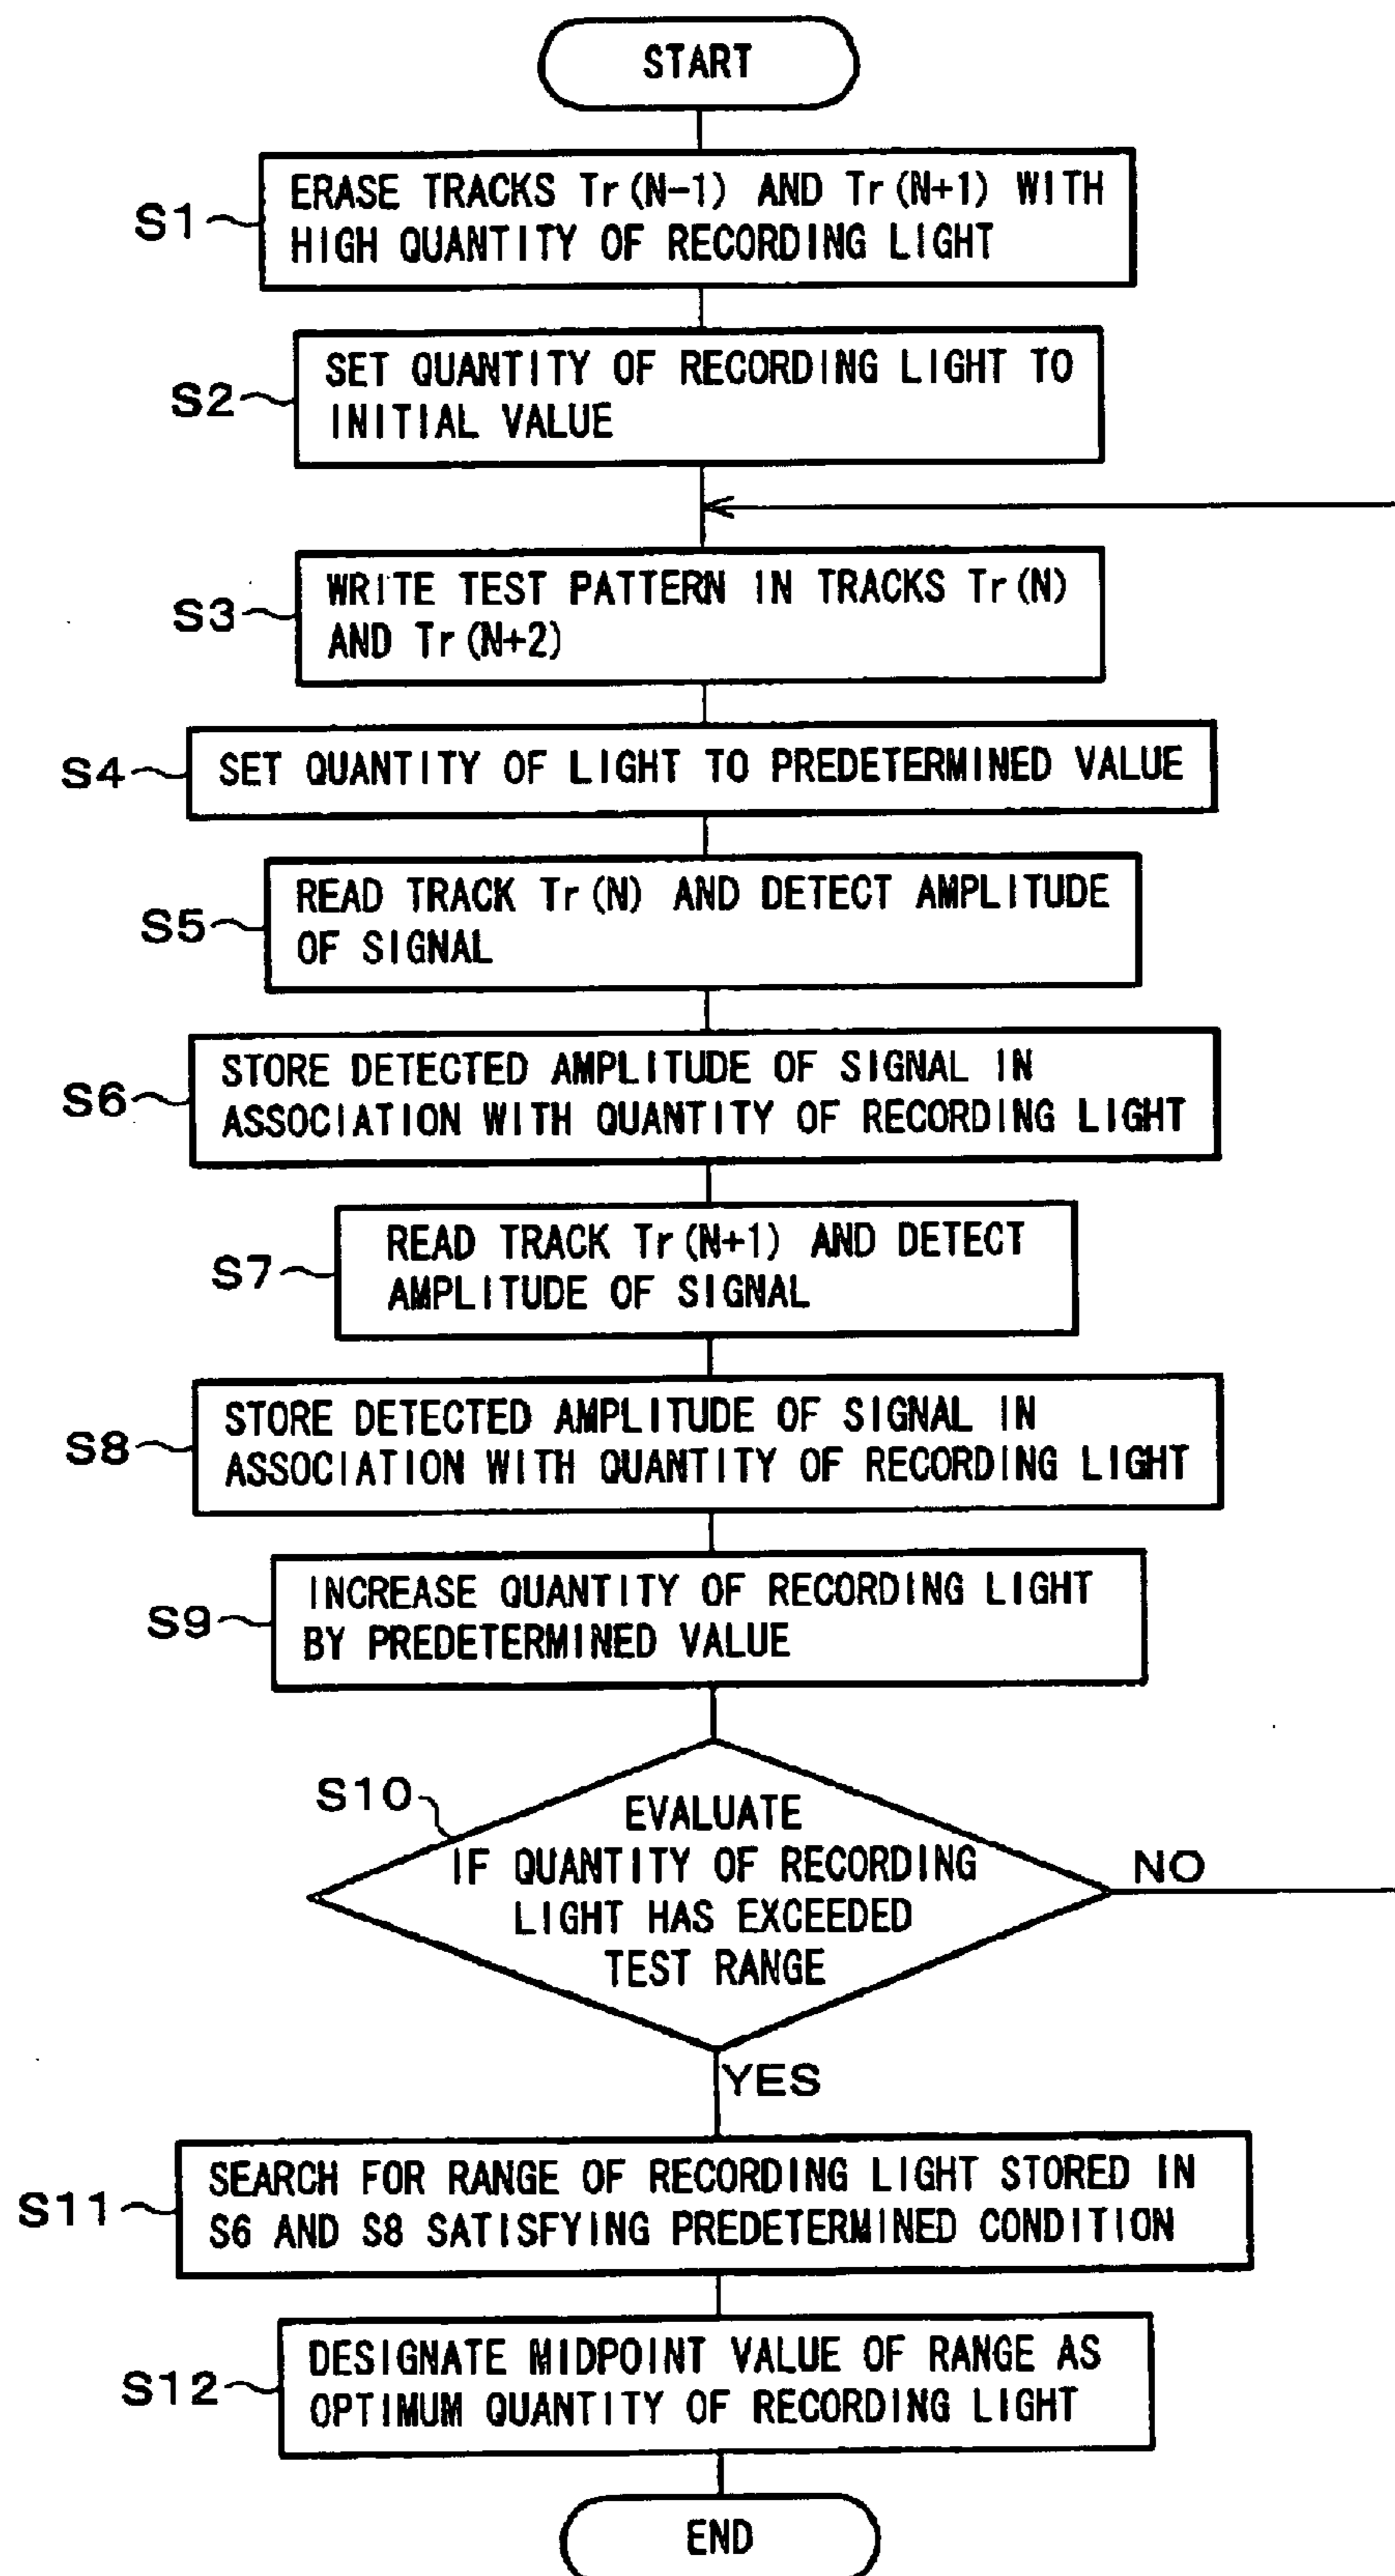 START
S1
ERASE TRACKS Tr(N-1) AND Tr(N+1) WITH
HIGH QUANTITY OF RECORDING LIGHT
S2
SET QUANTITY OF RECORDING LIGHT TO
INITIAL VALUE
S3
WRITE TEST PATTERN IN TRACKS Tr(N)
AND Tr(N+2)
S4
SET QUANTITY OF LIGHT TO PREDETERMINED VALUE
S5
READ TRACK Tr(N) AND DETECT AMPLITUDE
OF SIGNAL
S6
STORE DETECTED AMPLITUDE OF SIGNAL IN
ASSOCIATION WITH QUANTITY OF RECORDING LIGHT
S7
READ TRACK Tr(N+1) AND DETECT
AMPLITUDE OF SIGNAL
S8
STORE DETECTED AMPLITUDE OF SIGNAL IN
ASSOCIATION WITH QUANTITY OF RECORDING LIGHT
S9
INCREASE QUANTITY OF RECORDING LIGHT
BY PREDETERMINED VALUE
S10
EVALUATE
IF QUANTITY OF RECORDING
LIGHT HAS EXCEEDED
TEST RANGE
NO
YES
S11
SEARCH FOR RANGE OF RECORDING LIGHT STORED IN
S6 AND S8 SATISFYING PREDETERMINED CONDITION
S12
DESIGNATE MIDPOINT VALUE OF RANGE AS
OPTIMUM QUANTITY OF RECORDING LIGHT
END